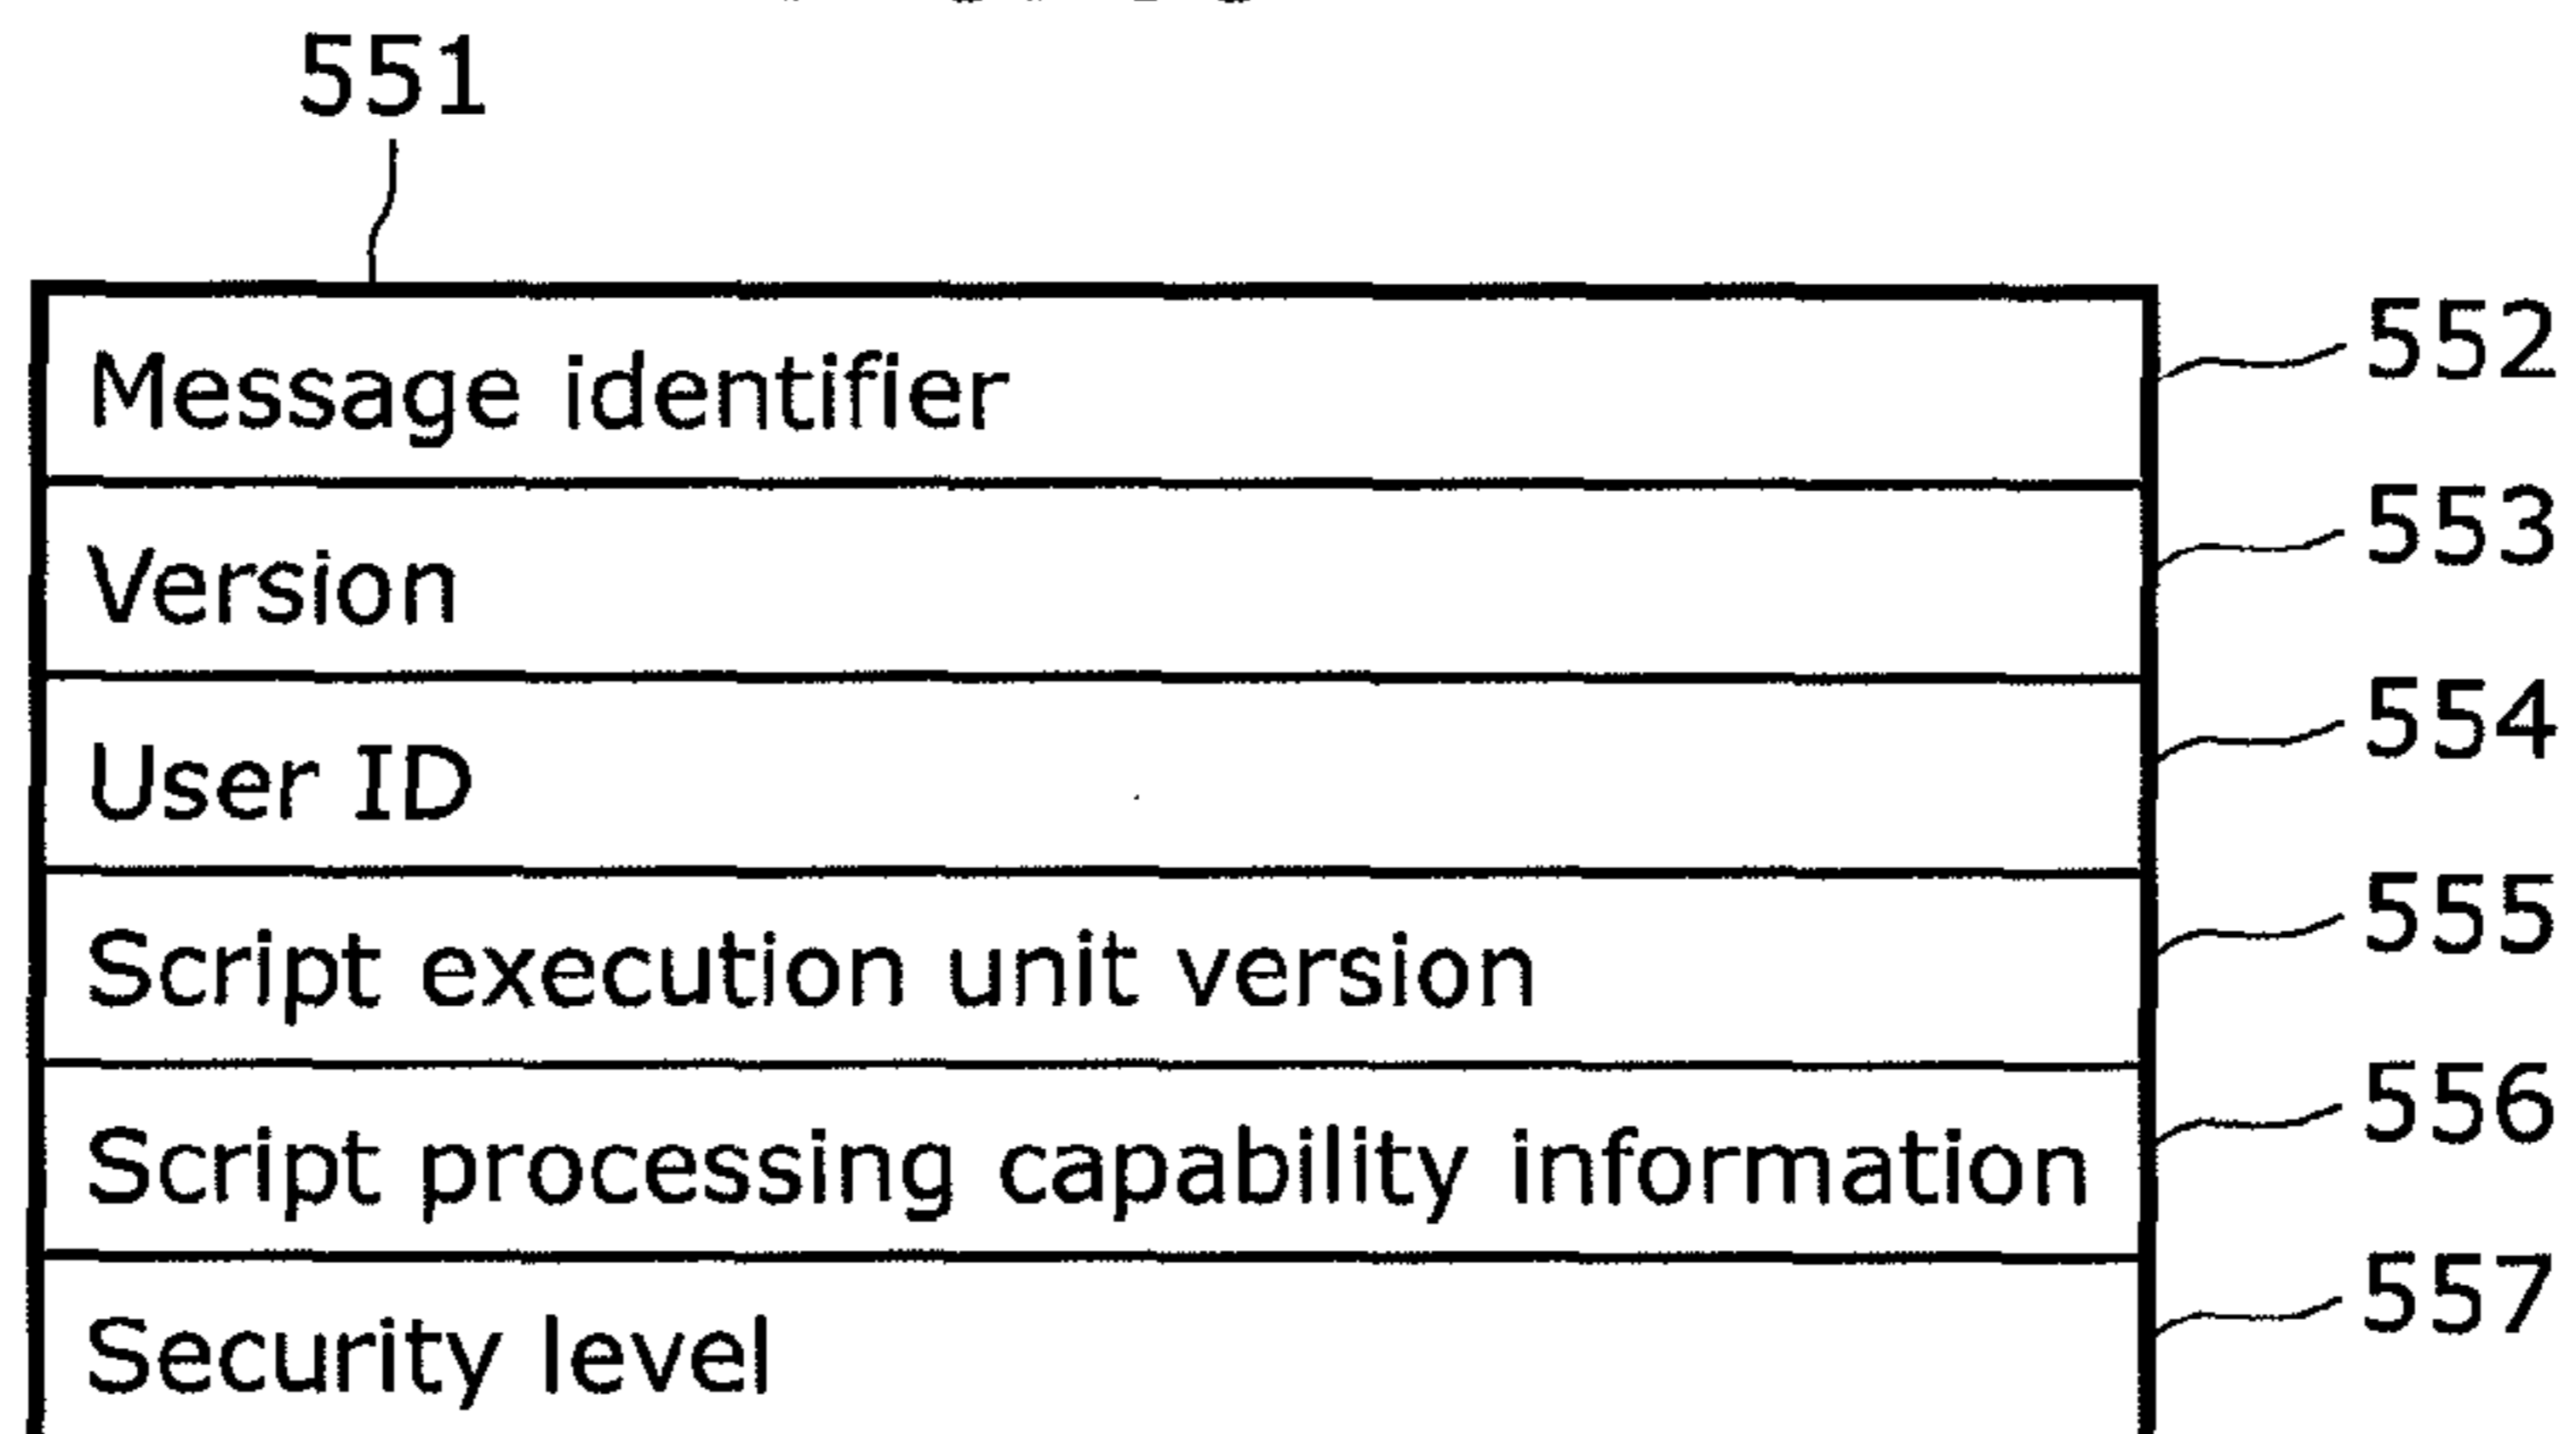 551
Message identifier 552
Version 553
User ID 554
Script execution unit version 555
Script processing capability information 556
Security level 557